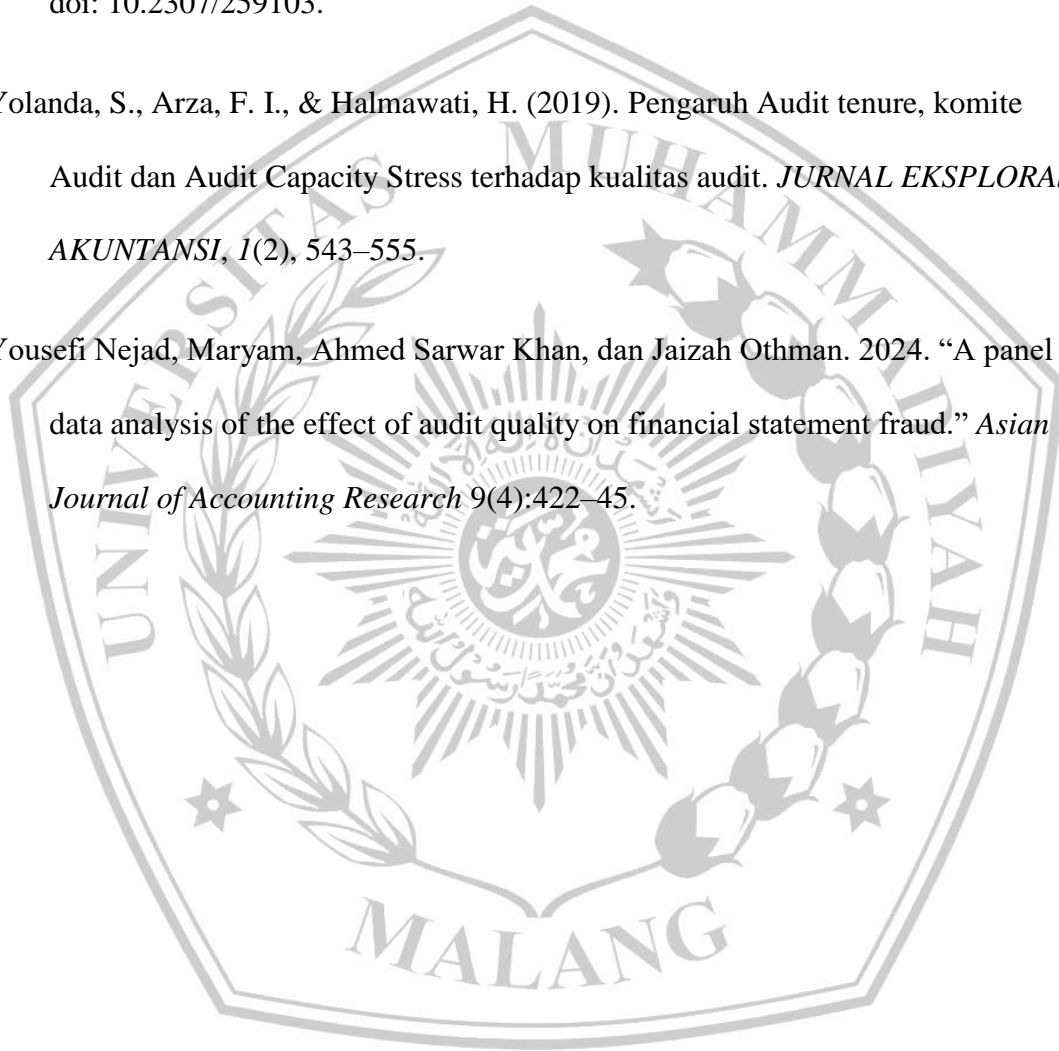 doi: 10.2307/259103.
Yolanda, S., Arza, F. I., & Halmawati, H. (2019). Pengaruh Audit tenure, komite
Audit dan Audit Capacity Stress terhadap kualitas audit. JURNAL EKSPLORASI
AKUNTANSI, 1(2), 543–555.
Yousefi Nejad, Maryam, Ahmed Sarwar Khan, dan Jaizah Othman. 2024. “A panel
data analysis of the effect of audit quality on financial statement fraud.” Asian
Journal of Accounting Research 9(4):422–45.
UNIVERSITAS MUHAMMADIYAH
MALANG